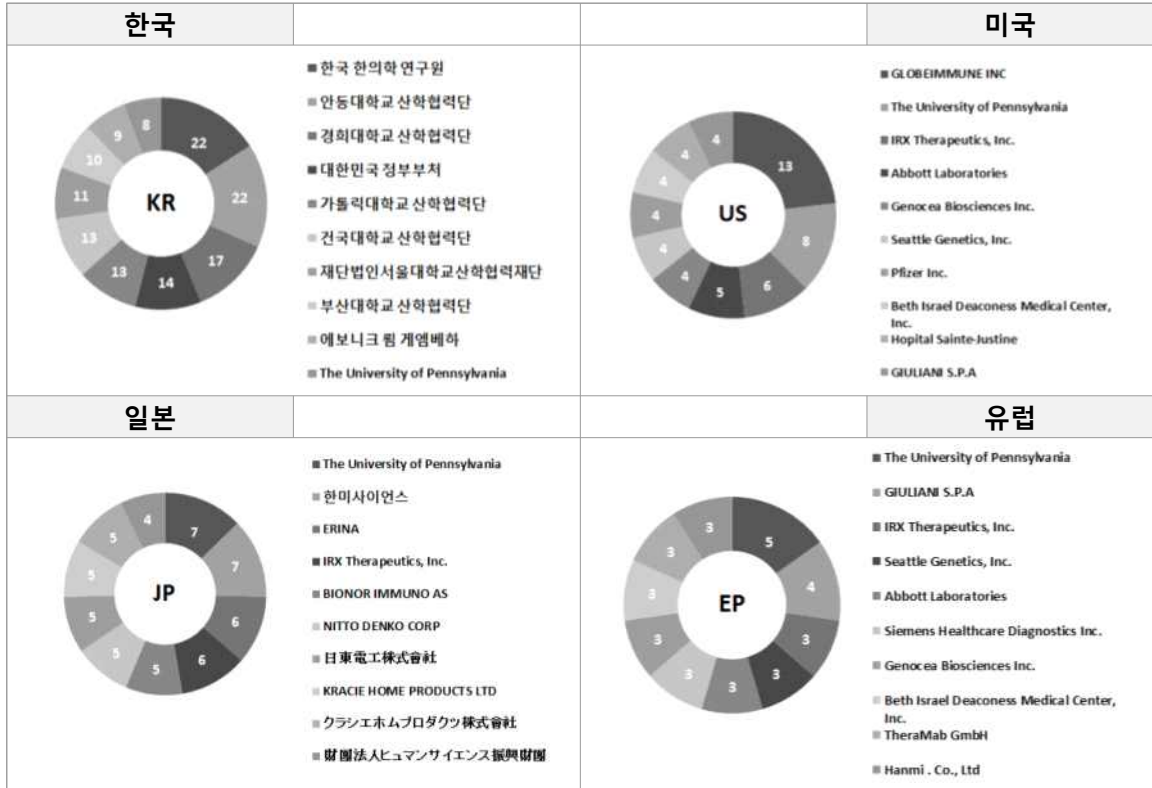 한국
미국
KR
22
22
17
14
13
13
11
10
9
8
한국 한의학 연구원
안동대학교 산학협력단
경희대학교 산학협력단
대한민국 정부부처
가톨릭대학교 산학협력단
건국대학교 산학협력단
재단법인서울대학교산학협력재단
부산대학교 산학협력단
에보니크 룀 게엠베하
The University of Pennsylvania
US
13
8
6
5
4
4
4
4
4
4
GLOBEIMMUNE INC
The University of Pennsylvania
IRX Therapeutics, Inc.
Abbott Laboratories
Genocea Biosciences Inc.
Seattle Genetics, Inc.
Pfizer Inc.
Beth Israel Deaconess Medical Center,
Inc.
Hopital Sainte-Justine
GIULIANI S.P.A
일본
유럽
JP
7
7
6
6
5
5
5
5
5
4
The University of Pennsylvania
한미사이언스
ERINA
IRX Therapeutics, Inc.
BIONOR IMMUNO AS
NITTO DENKO CORP
日東電工株式會社
KRACIE HOME PRODUCTS LTD
クラシエホムプロダクツ株式會社
財團法人ヒュマンサイエンス振興財團
EP
5
4
3
3
3
3
3
3
3
3
The University of Pennsylvania
GIULIANI S.P.A
IRX Therapeutics, Inc.
Seattle Genetics, Inc.
Abbott Laboratories
Siemens Healthcare Diagnostics Inc.
Genocea Biosciences Inc.
Beth Israel Deaconess Medical Center,
Inc.
TheraMab GmbH
Hanmi . Co., Ltd